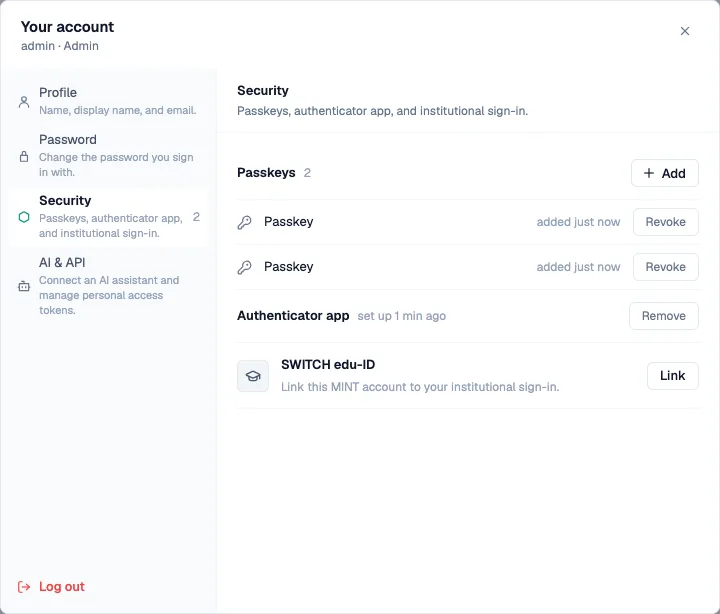 Your account
admin · Admin
Profile
Name, display name, and email.
Password
Change the password you sign
in with.
Security
Passkeys, authenticator app,
and institutional sign-in.
2
AI & API
Connect an AI assistant and
manage personal access
tokens.
Log out
Security
Passkeys, authenticator app, and institutional sign-in.
Passkeys 2
+ Add
Passkey added just now Revoke
Passkey added just now Revoke
Authenticator app set up 1 min ago Remove
SWITCH edu-ID
Link this MINT account to your institutional sign-in.
Link